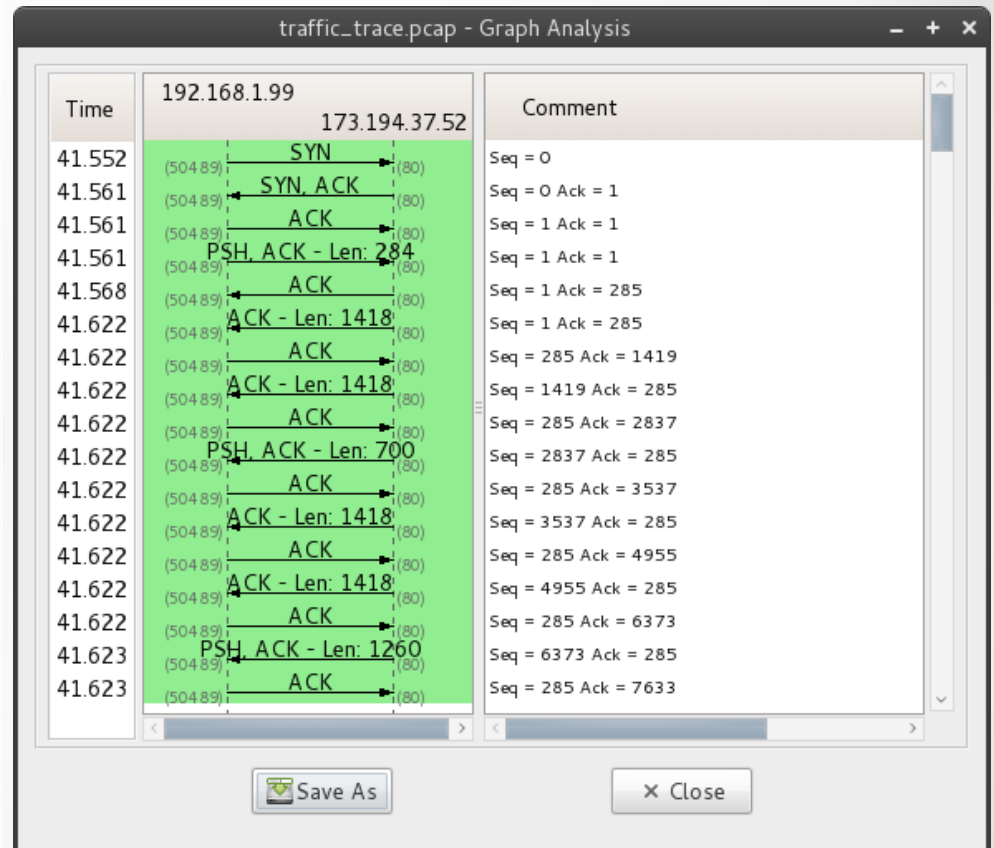 traffic_trace.pcap - Graph Analysis
Time 192.168.1.99 173.194.37.52 Comment
41.552 (50489) SYN (80) Seq = 0
41.561 (50489) SYN, ACK (80) Seq = 0 Ack = 1
41.561 (50489) ACK (80) Seq = 1 Ack = 1
41.561 (50489) PSH, ACK - Len: 284 (80) Seq = 1 Ack = 1
41.568 (50489) ACK (80) Seq = 1 Ack = 285
41.622 (50489) ACK - Len: 1418 (80) Seq = 1 Ack = 285
41.622 (50489) ACK (80) Seq = 285 Ack = 1419
41.622 (50489) ACK - Len: 1418 (80) Seq = 1419 Ack = 285
41.622 (50489) ACK (80) Seq = 285 Ack = 2837
41.622 (50489) PSH, ACK - Len: 700 (80) Seq = 2837 Ack = 285
41.622 (50489) ACK (80) Seq = 285 Ack = 3537
41.622 (50489) ACK - Len: 1418 (80) Seq = 3537 Ack = 285
41.622 (50489) ACK (80) Seq = 285 Ack = 4955
41.622 (50489) ACK - Len: 1418 (80) Seq = 4955 Ack = 285
41.622 (50489) ACK (80) Seq = 285 Ack = 6373
41.623 (50489) PSH, ACK - Len: 1260 (80) Seq = 6373 Ack = 285
41.623 (50489) ACK (80) Seq = 285 Ack = 7633
Save As
Close